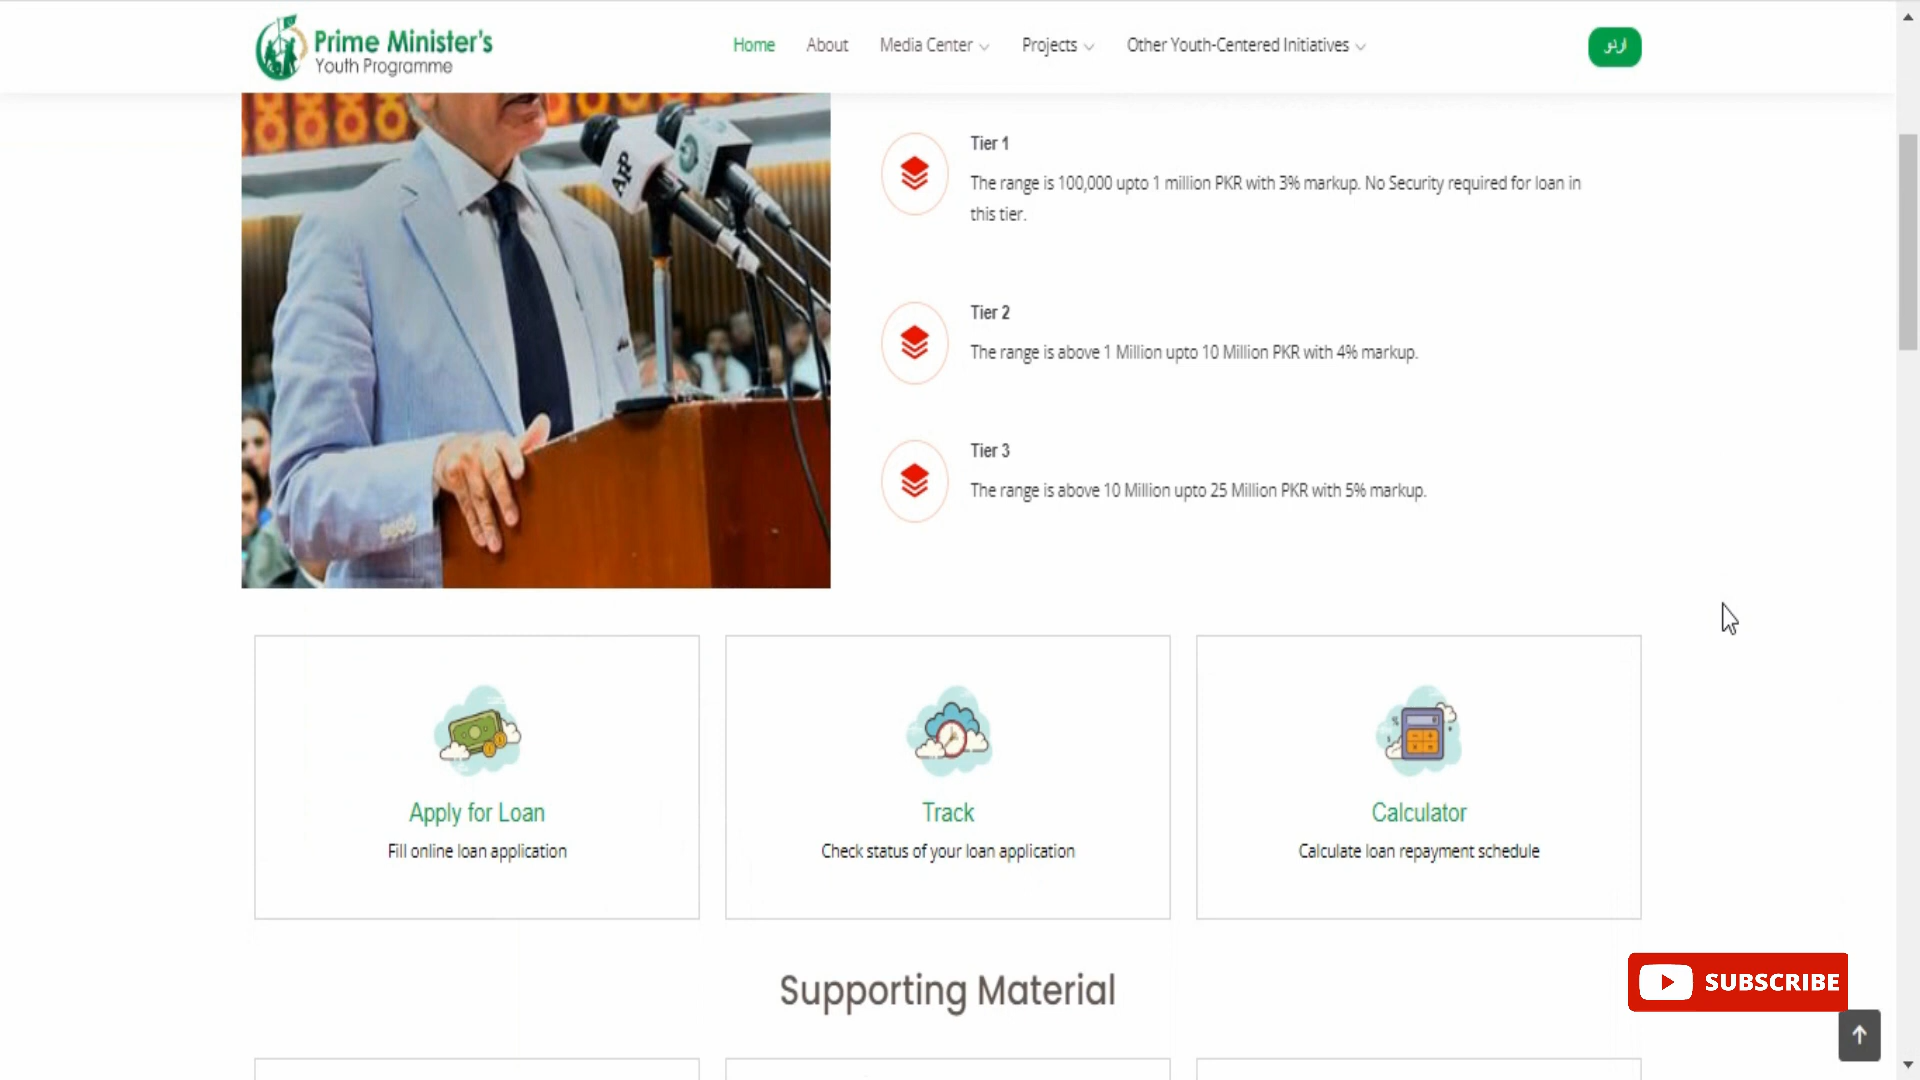 Prime Minister's
Youth Programme
Home About Media Center Projects Other Youth-Centered Initiatives اردو
APP
Tier 1
The range is 100,000 upto 1 million PKR with 3% markup. No Security required for loan in
this tier.
Tier 2
The range is above 1 Million upto 10 Million PKR with 4% markup.
Tier 3
The range is above 10 Million upto 25 Million PKR with 5% markup.
Apply for Loan
Fill online loan application
Track
Check status of your loan application
Calculator
Calculate loan repayment schedule
Supporting Material
SUBSCRIBE